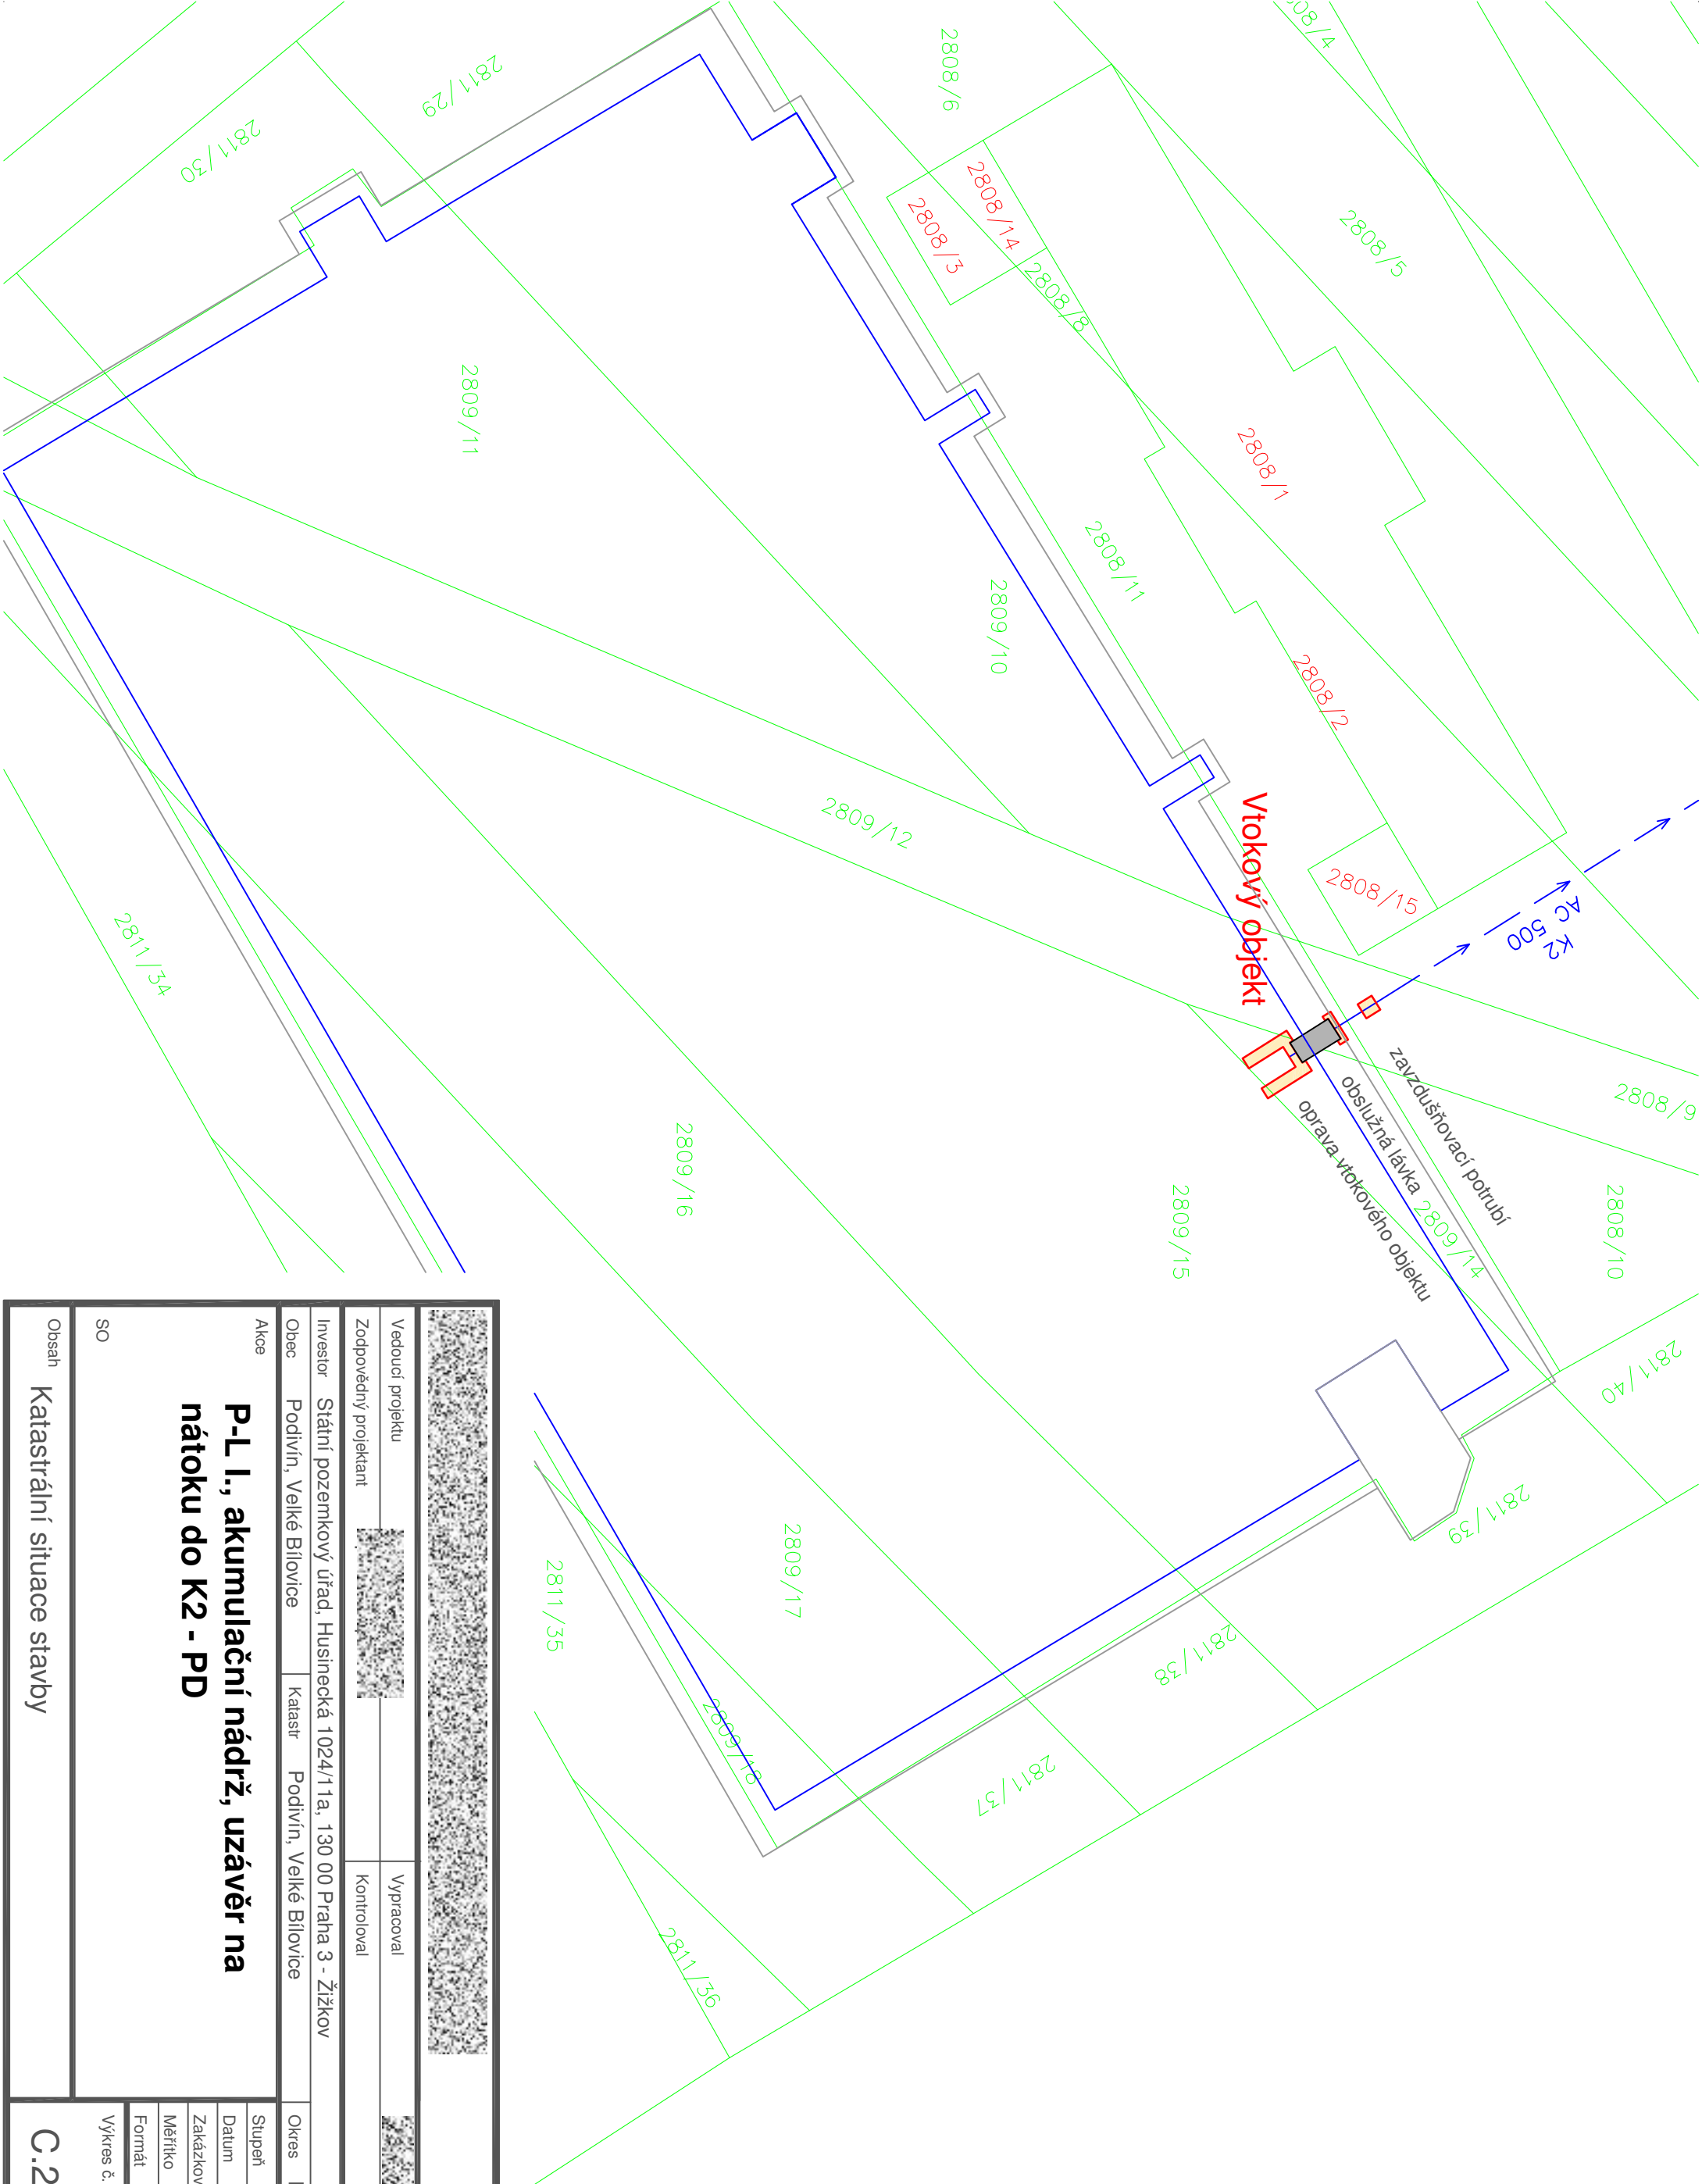 08/4
2808/6
2811/29
2811/30
2808/5
2808/14
2808/3
2808/8
2809/11
2808/1
2808/11
2809/10
2808/2
Vtokový objekt
2809/12
2808/15
K2
AC 500
2811/34
zavzdušňovací potrubí
obslužná lávka
oprava vtokového objektu
2808/9
2809/14
2808/10
2809/16
2809/15
2811/40
2811/39
2809/17
2811/35
2811/38
2809/18
2811/37
2811/36
Vedoucí projektu
Vypracoval
Zodpovědný projektant
Kontroloval
Investor Státní pozemkový úřad, Husinecká 1024/11a, 130 00 Praha 3 - Žižkov
Obec Podivín, Velké Bílovice Katastr Podivín, Velké Bílovice Okres
Akce P-L I., akumulační nádrž, uzávěr na
nátoku do K2 - PD
Stupeň
Datum
Zakázkov
Měřítko
Formát
SO
Výkres č.
Obsah Katastrální situace stavby
C.2